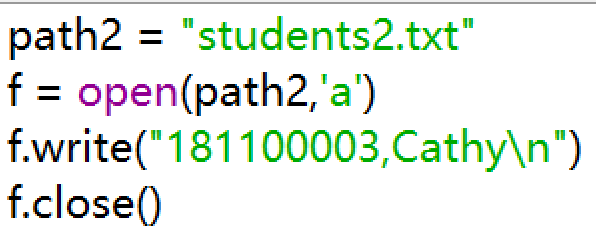 path2 = "students2.txt"
f = open(path2,'a')
f.write("181100003,Cathy\n")
f.close()